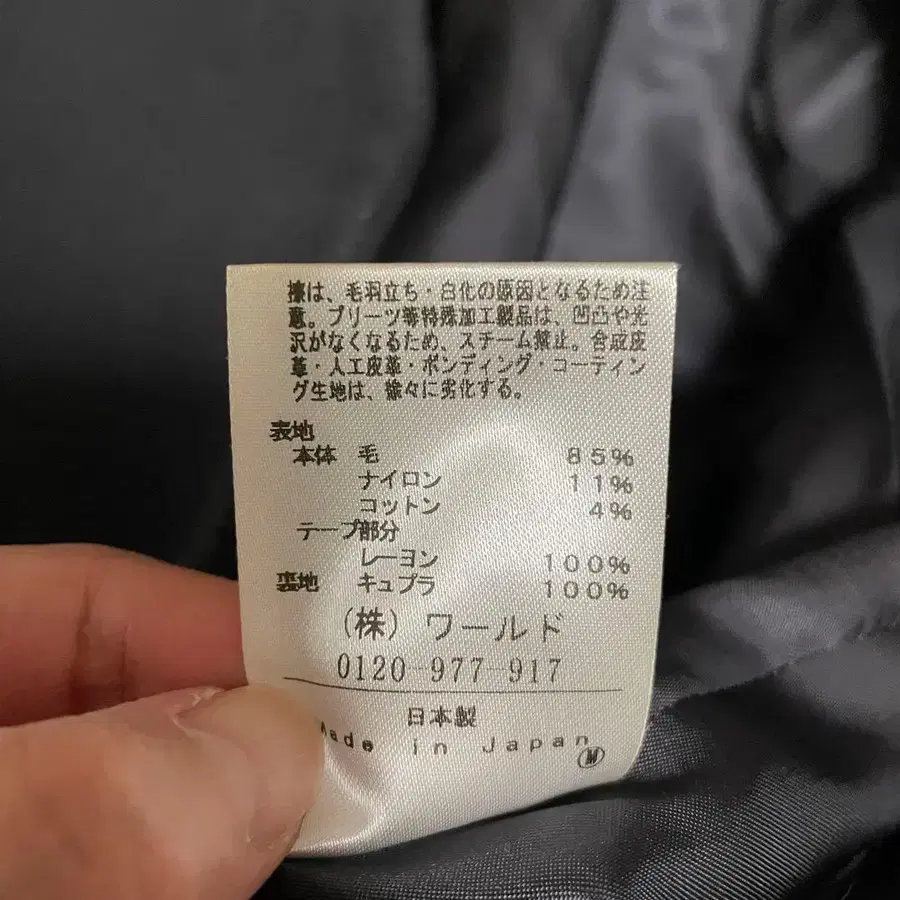 擦は、毛羽立ち・白化の原因となるため注
意。プリーツ等特殊加工製品は、凹凸や光
沢がなくなるため、スチーム禁止。合成皮
革・人工皮革・ボンディング・コーティン
グ生地は、徐々に劣化する。
表地
本体 毛 85%
ナイロン 11%
コットン 4%
テープ部分
レーヨン 100%
裏地 キュプラ 100%
(株) ワールド
0120-977-917
日本製
Made in Japan
M